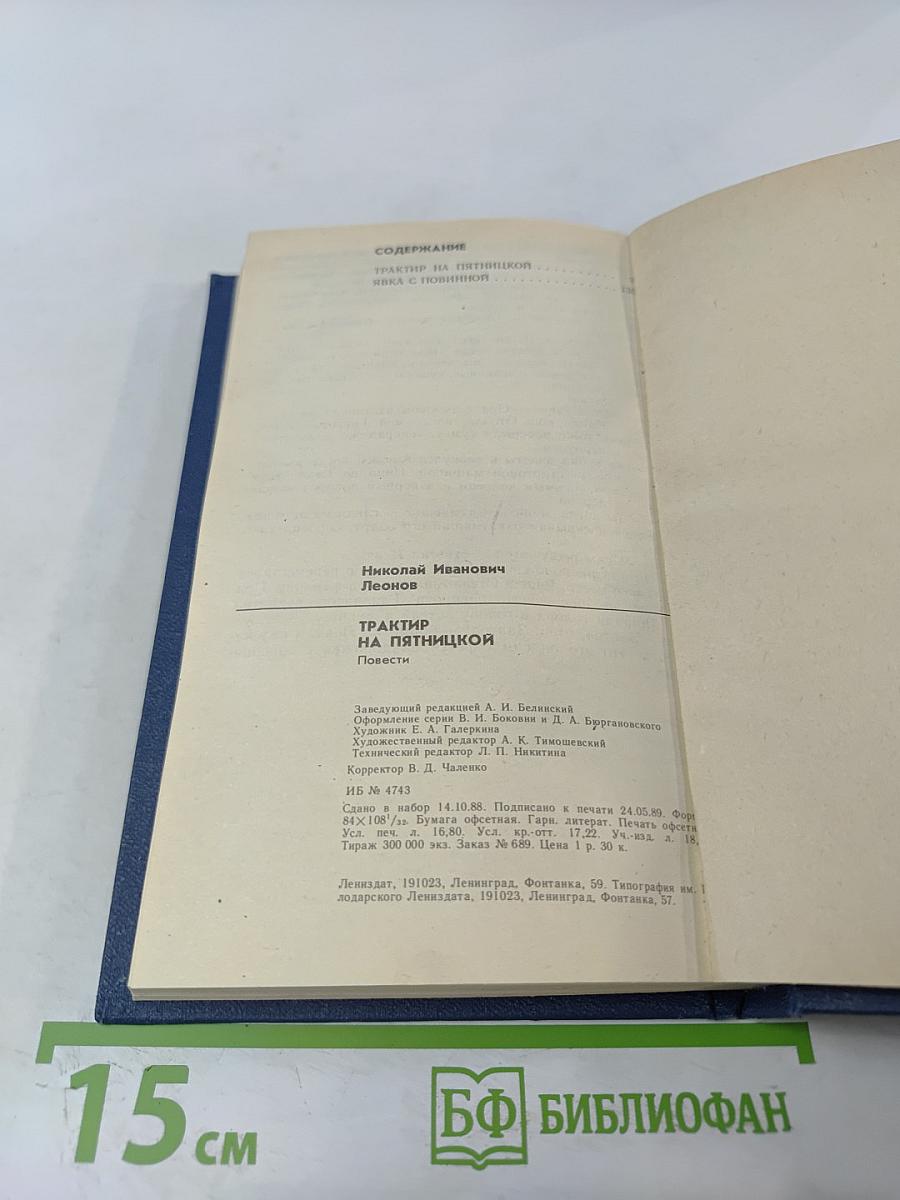 СОДЕРЖАНИЕ
ТРАКТИР НА ПЯТНИЦКОЙ . . . . . . . . . .
ЯВКА С ПОВИННОЙ . . . . . . . . . . . . . .
Николай Иванович
Леонов
ТРАКТИР
НА ПЯТНИЦКОЙ
Повести
Заведующий редакцией А. И. Белинский
Оформление серии В. И. Боковни и Д. А. Бюргановского
Художник Е. А. Галеркина
Художественный редактор А. К. Тимошевский
Технический редактор Л. П. Никитина
Корректор В. Д. Чаленко
ИБ № 4743
Сдано в набор 14.10.88. Подписано к печати 24.05.89. Фор
84×108¹/₃₂. Бумага офсетная. Гарн. литерат. Печать офсетн
Усл. печ. л. 16,80. Усл. кр.-отт. 17,22. Уч.-изд. л. 18,
Тираж 300 000 экз. Заказ № 689. Цена 1 р. 30 к.
Лениздат, 191023, Ленинград, Фонтанка, 59. Типография им.
лодарского Лениздата, 191023, Ленинград, Фонтанка, 57.
15 см
БФ БИБЛИОФАН